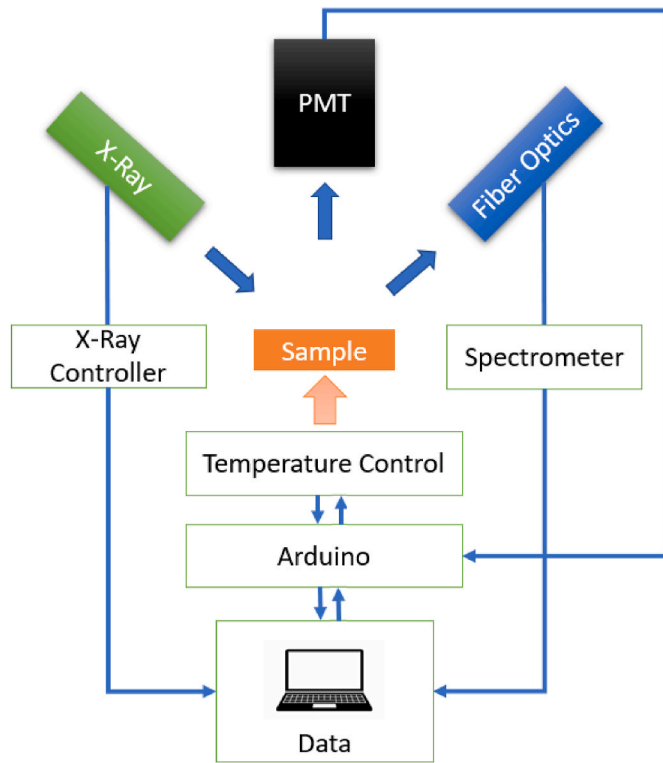 PMT
X-Ray
Fiber Optics
X-Ray
Controller
Sample
Spectrometer
Temperature Control
Arduino
Data